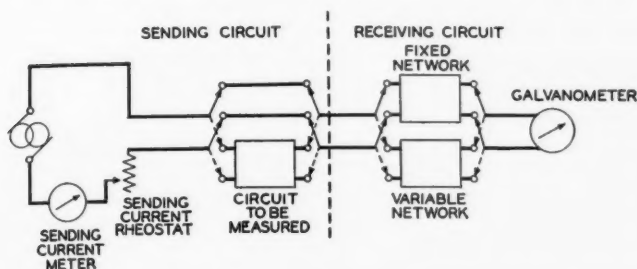 SENDING CIRCUIT
RECEIVING CIRCUIT
FIXED
NETWORK
GALVANOMETER
SENDING
CURRENT
METER
SENDING
CURRENT
RHEOSTAT
CIRCUIT
TO BE
MEASURED
VARIABLE
NETWORK